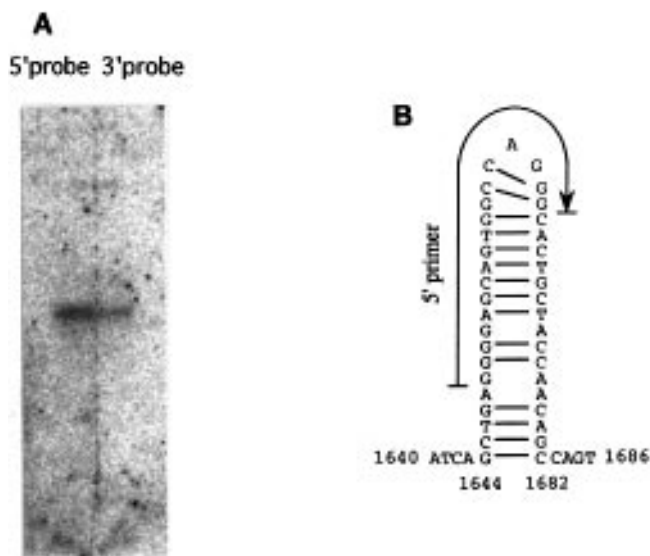 A
5'probe 3'probe
B
A
C G
C G
G G
G C
T A
G C
A T
C G
G C
A T
G A
G C
G C
G A
A A
G C
T A
C G
1640 ATCA G C CAGT 1686
1644 1682
5' primer